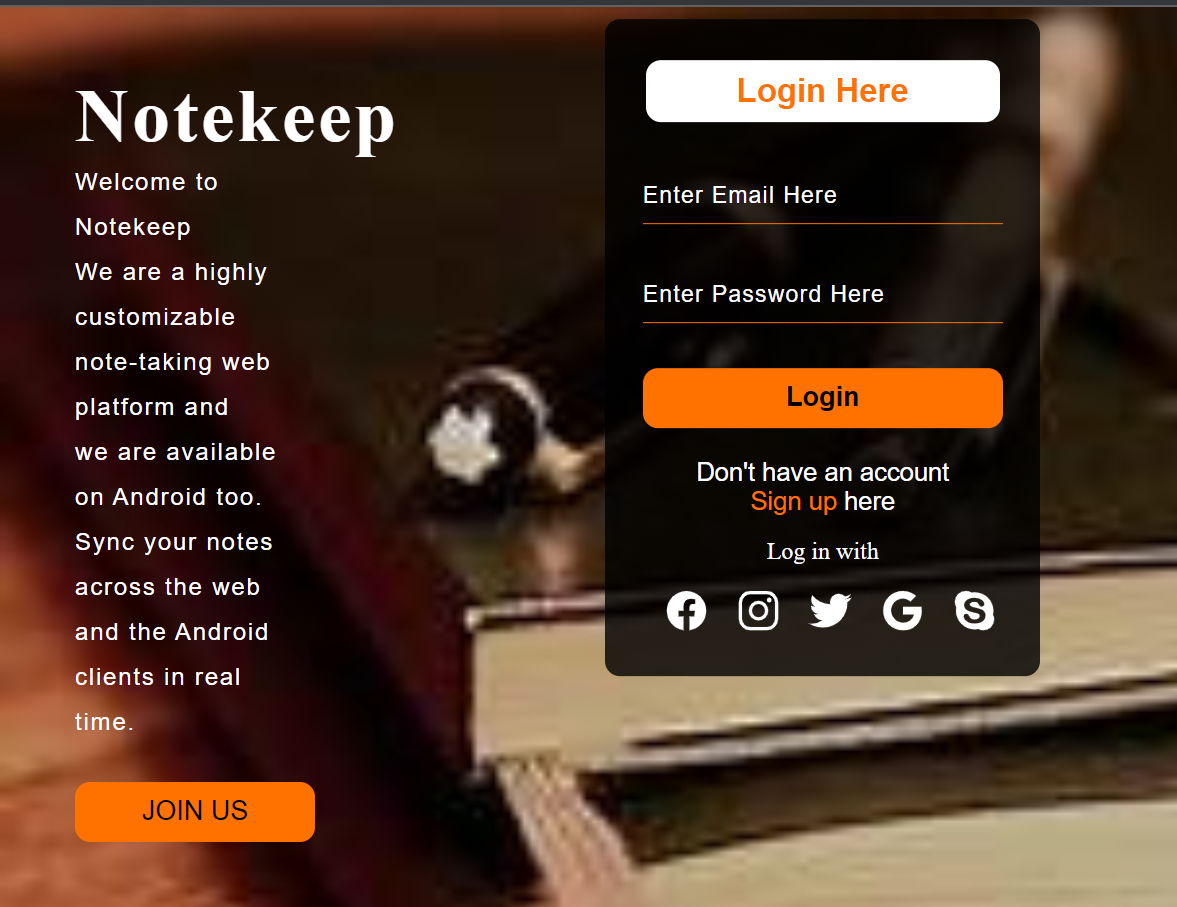 Notekeep
Welcome to
Notekeep
We are a highly
customizable
note-taking web
platform and
we are available
on Android too.
Sync your notes
across the web
and the Android
clients in real
time.
JOIN US
Login Here
Enter Email Here
Enter Password Here
Login
Don't have an account
Sign up here
Log in with